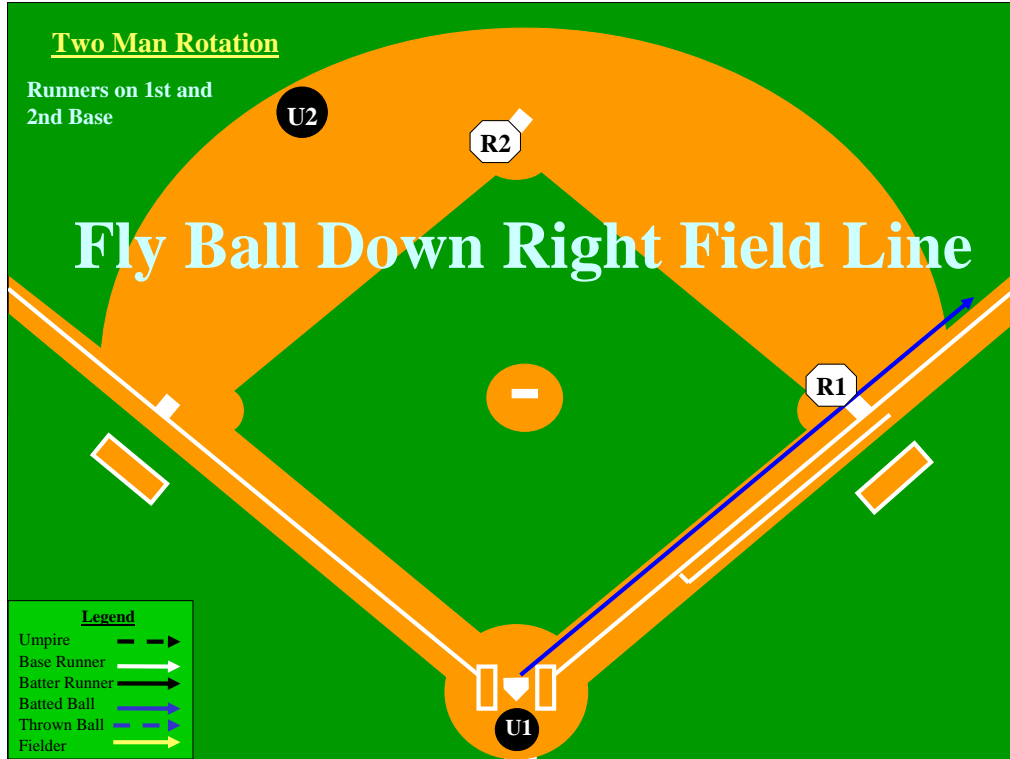 Two Man Rotation
Runners on 1st and
2nd Base
U2
R2
Fly Ball Down Right Field Line
R1
Legend
Umpire
Base Runner
Batter Runner
Batted Ball
Thrown Ball
Fielder
U1